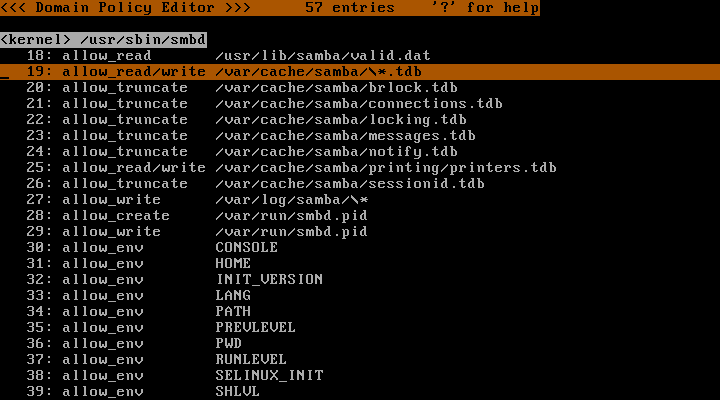 <<< Domain Policy Editor >>>      57 entries    '?' for help
<kernel> /usr/sbin/smbd
18: allow_read       /usr/lib/samba/valid.dat
_ 19: allow_read/write /var/cache/samba/\*.tdb
20: allow_truncate   /var/cache/samba/brlock.tdb
21: allow_truncate   /var/cache/samba/connections.tdb
22: allow_truncate   /var/cache/samba/locking.tdb
23: allow_truncate   /var/cache/samba/messages.tdb
24: allow_truncate   /var/cache/samba/notify.tdb
25: allow_read/write /var/cache/samba/printing/printers.tdb
26: allow_truncate   /var/cache/samba/sessionid.tdb
27: allow_write      /var/log/samba/\*
28: allow_create     /var/run/smbd.pid
29: allow_write      /var/run/smbd.pid
30: allow_env        CONSOLE
31: allow_env        HOME
32: allow_env        INIT_VERSION
33: allow_env        LANG
34: allow_env        PATH
35: allow_env        PREVLEVEL
36: allow_env        PWD
37: allow_env        RUNLEVEL
38: allow_env        SELINUX_INIT
39: allow_env        SHLVL